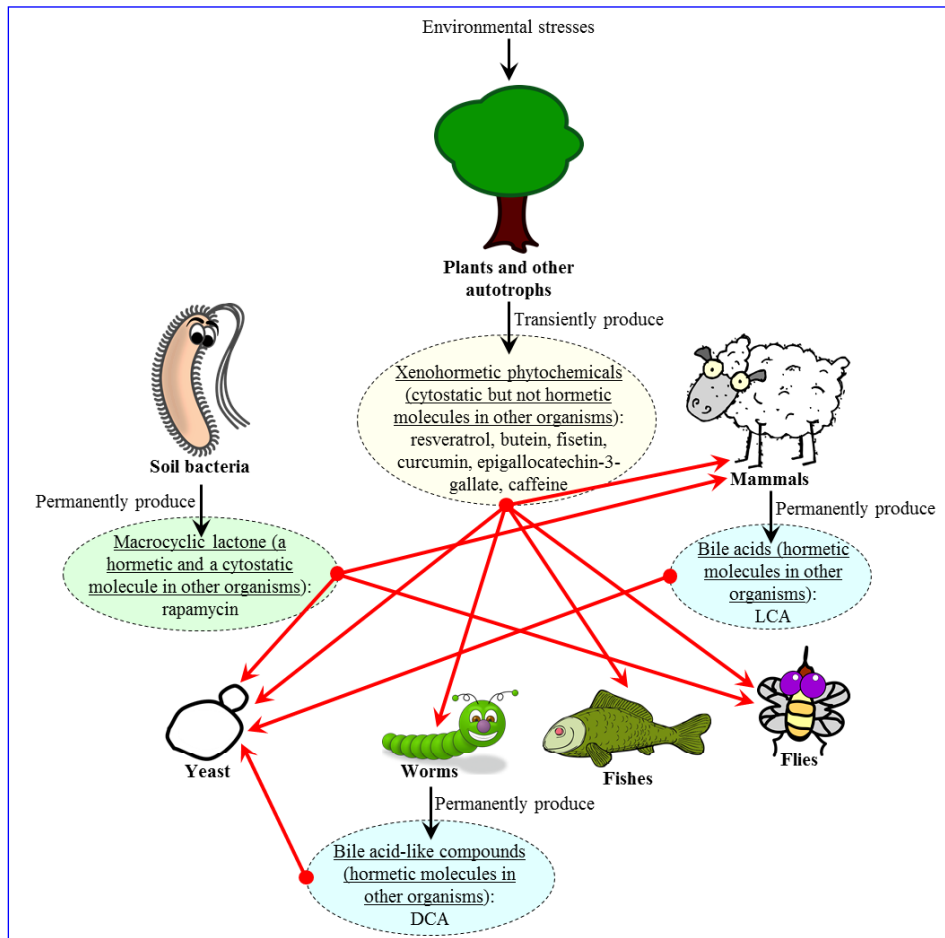 Environmental stresses
Plants and other
autotrophs
Transiently produce
Xenohormetic phytochemicals
(cytostatic but not hormetic
molecules in other organisms):
resveratrol, butein, fisetin,
curcumin, epigallocatechin-3-
gallate, caffeine
Soil bacteria
Permanently produce
Macrocyclic lactone (a
hormetic and a cytostatic
molecule in other organisms):
rapamycin
Mammals
Permanently produce
Bile acids (hormetic
molecules in other
organisms):
LCA
Yeast
Worms
Fishes
Flies
Permanently produce
Bile acid-like compounds
(hormetic molecules in
other organisms):
DCA